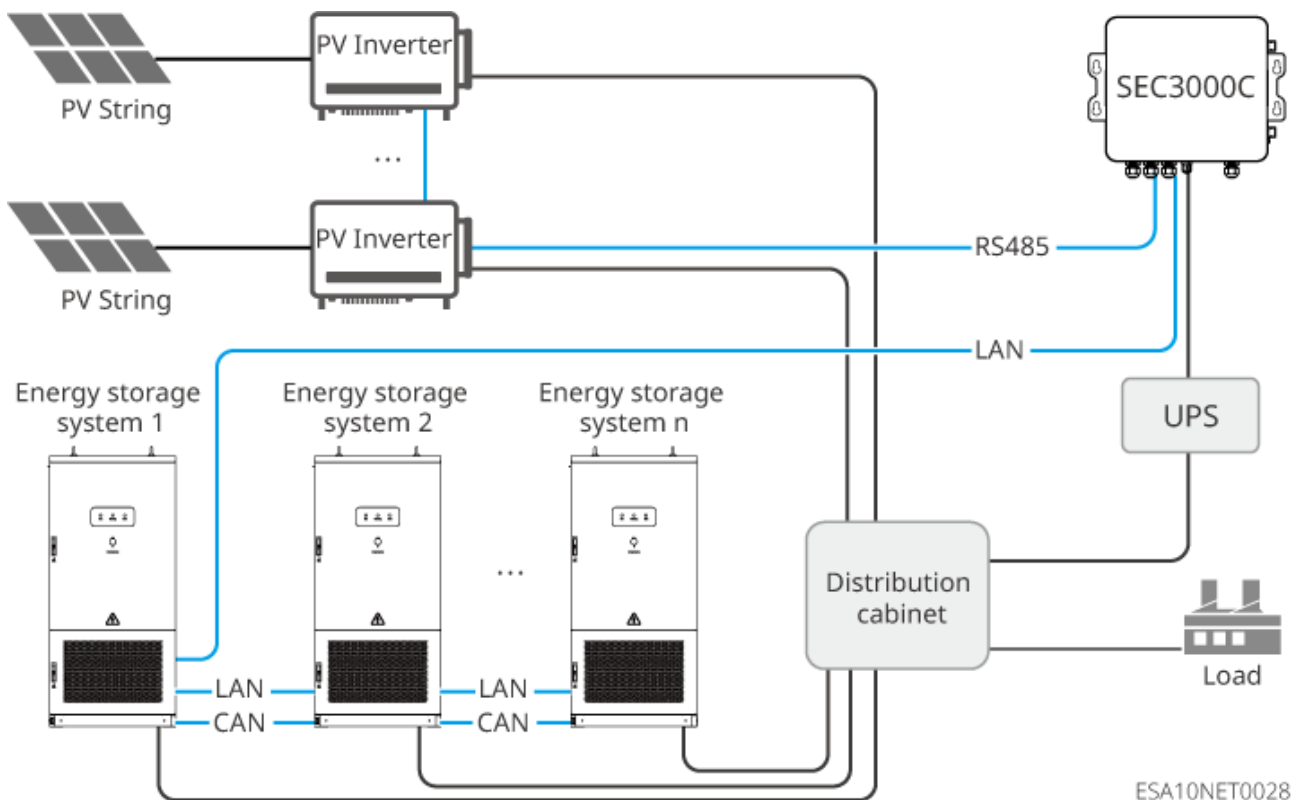 PV Inverter
SEC3000C
PV String
...
PV Inverter
RS485
PV String
LAN
Energy storage
system 1
Energy storage
system 2
Energy storage
system n
UPS
...
Distribution
cabinet
Load
LAN
LAN
CAN
CAN
ESA10NET0028